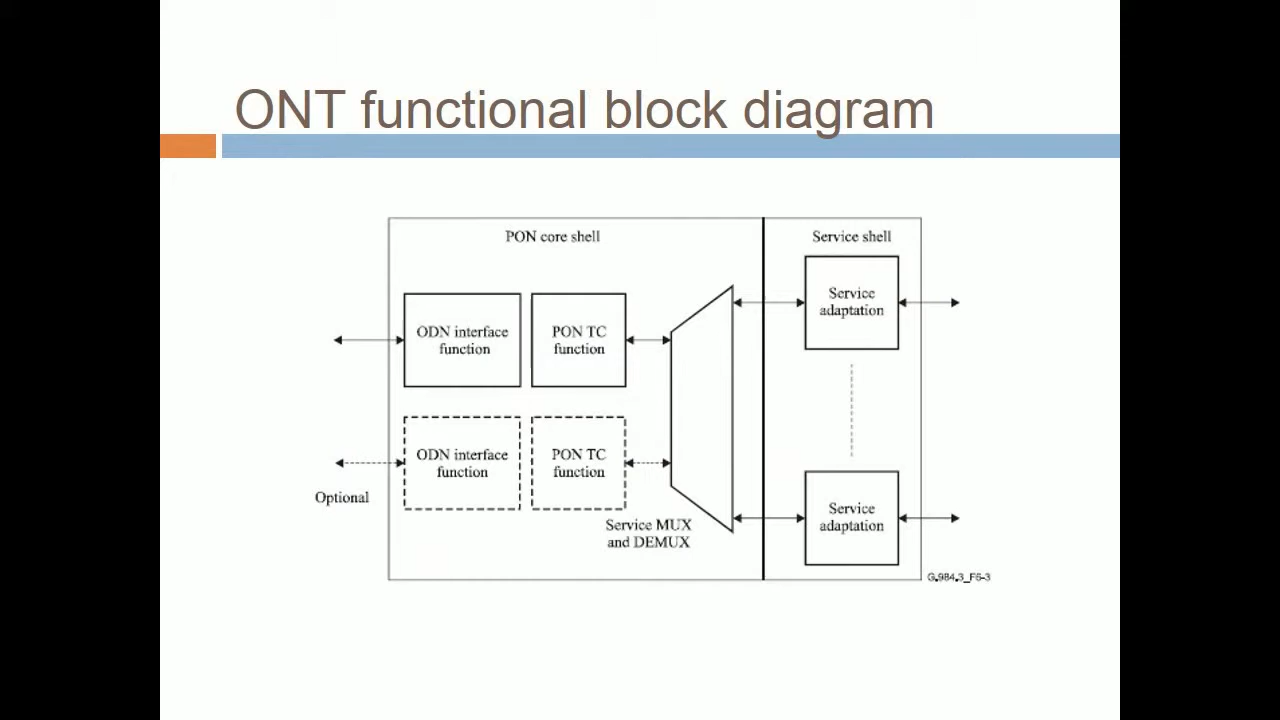 ONT functional block diagram
PON core shell
Service shell
Service
adaptation
ODN interface
function
PON TC
function
ODN interface
function
PON TC
function
Optional
Service MUX
and DEMUX
Service
adaptation
G.984.3_F5-3